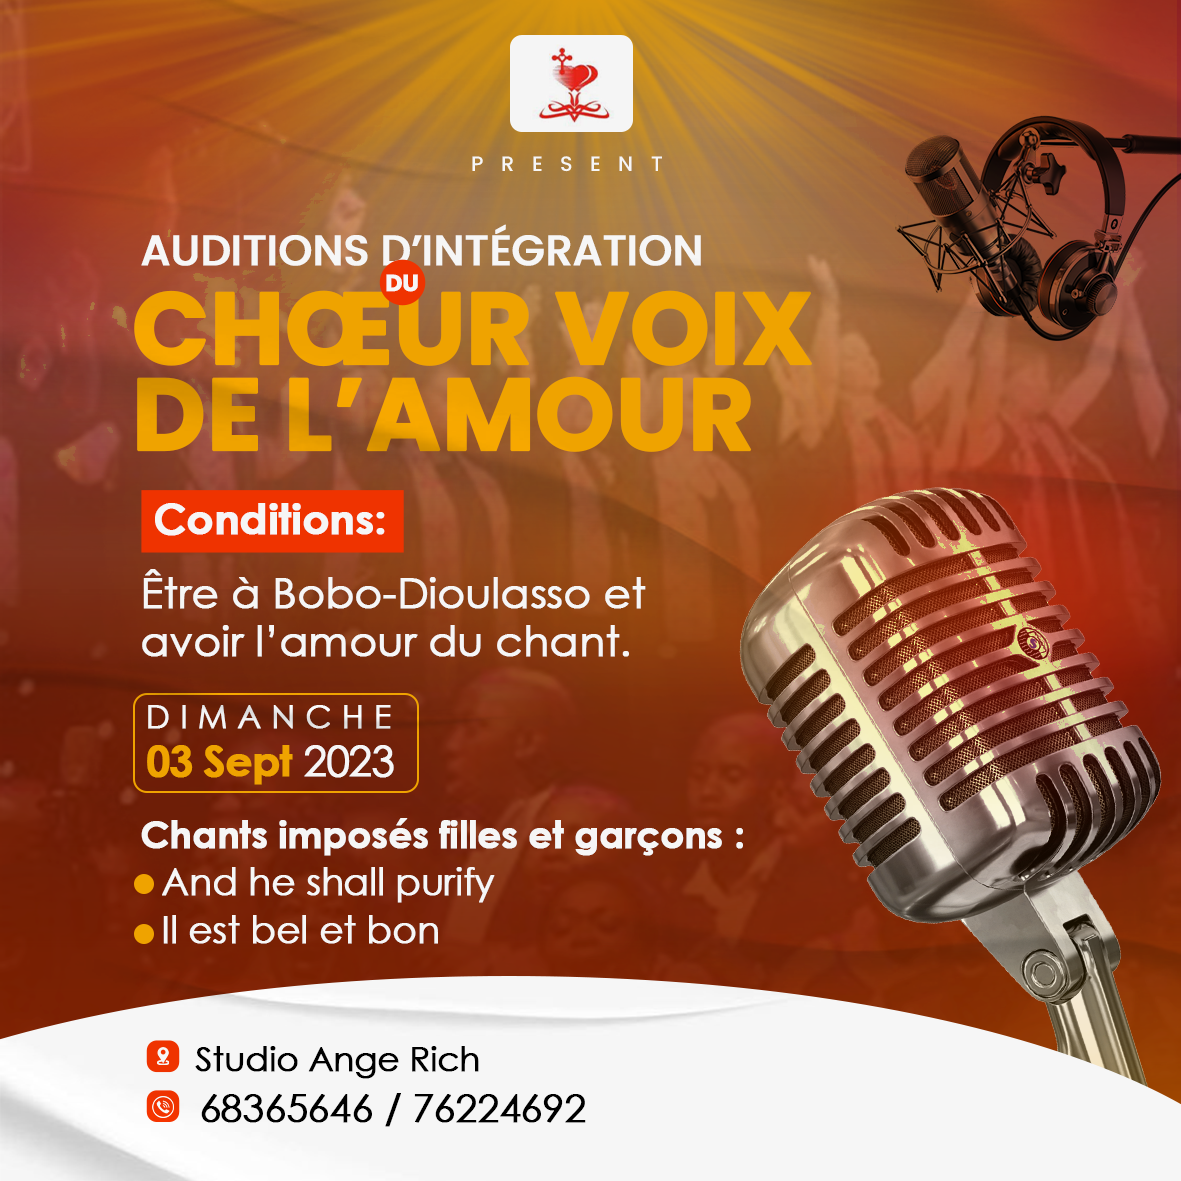 PRESENT
AUDITIONS D'INTÉGRATION
DU
CHŒUR VOIX
DE L'AMOUR
Conditions:
Être à Bobo-Dioulasso et
avoir l'amour du chant.
DIMANCHE
03 Sept 2023
Chants imposés filles et garçons :
And he shall purify
Il est bel et bon
Studio Ange Rich
68365646 / 76224692